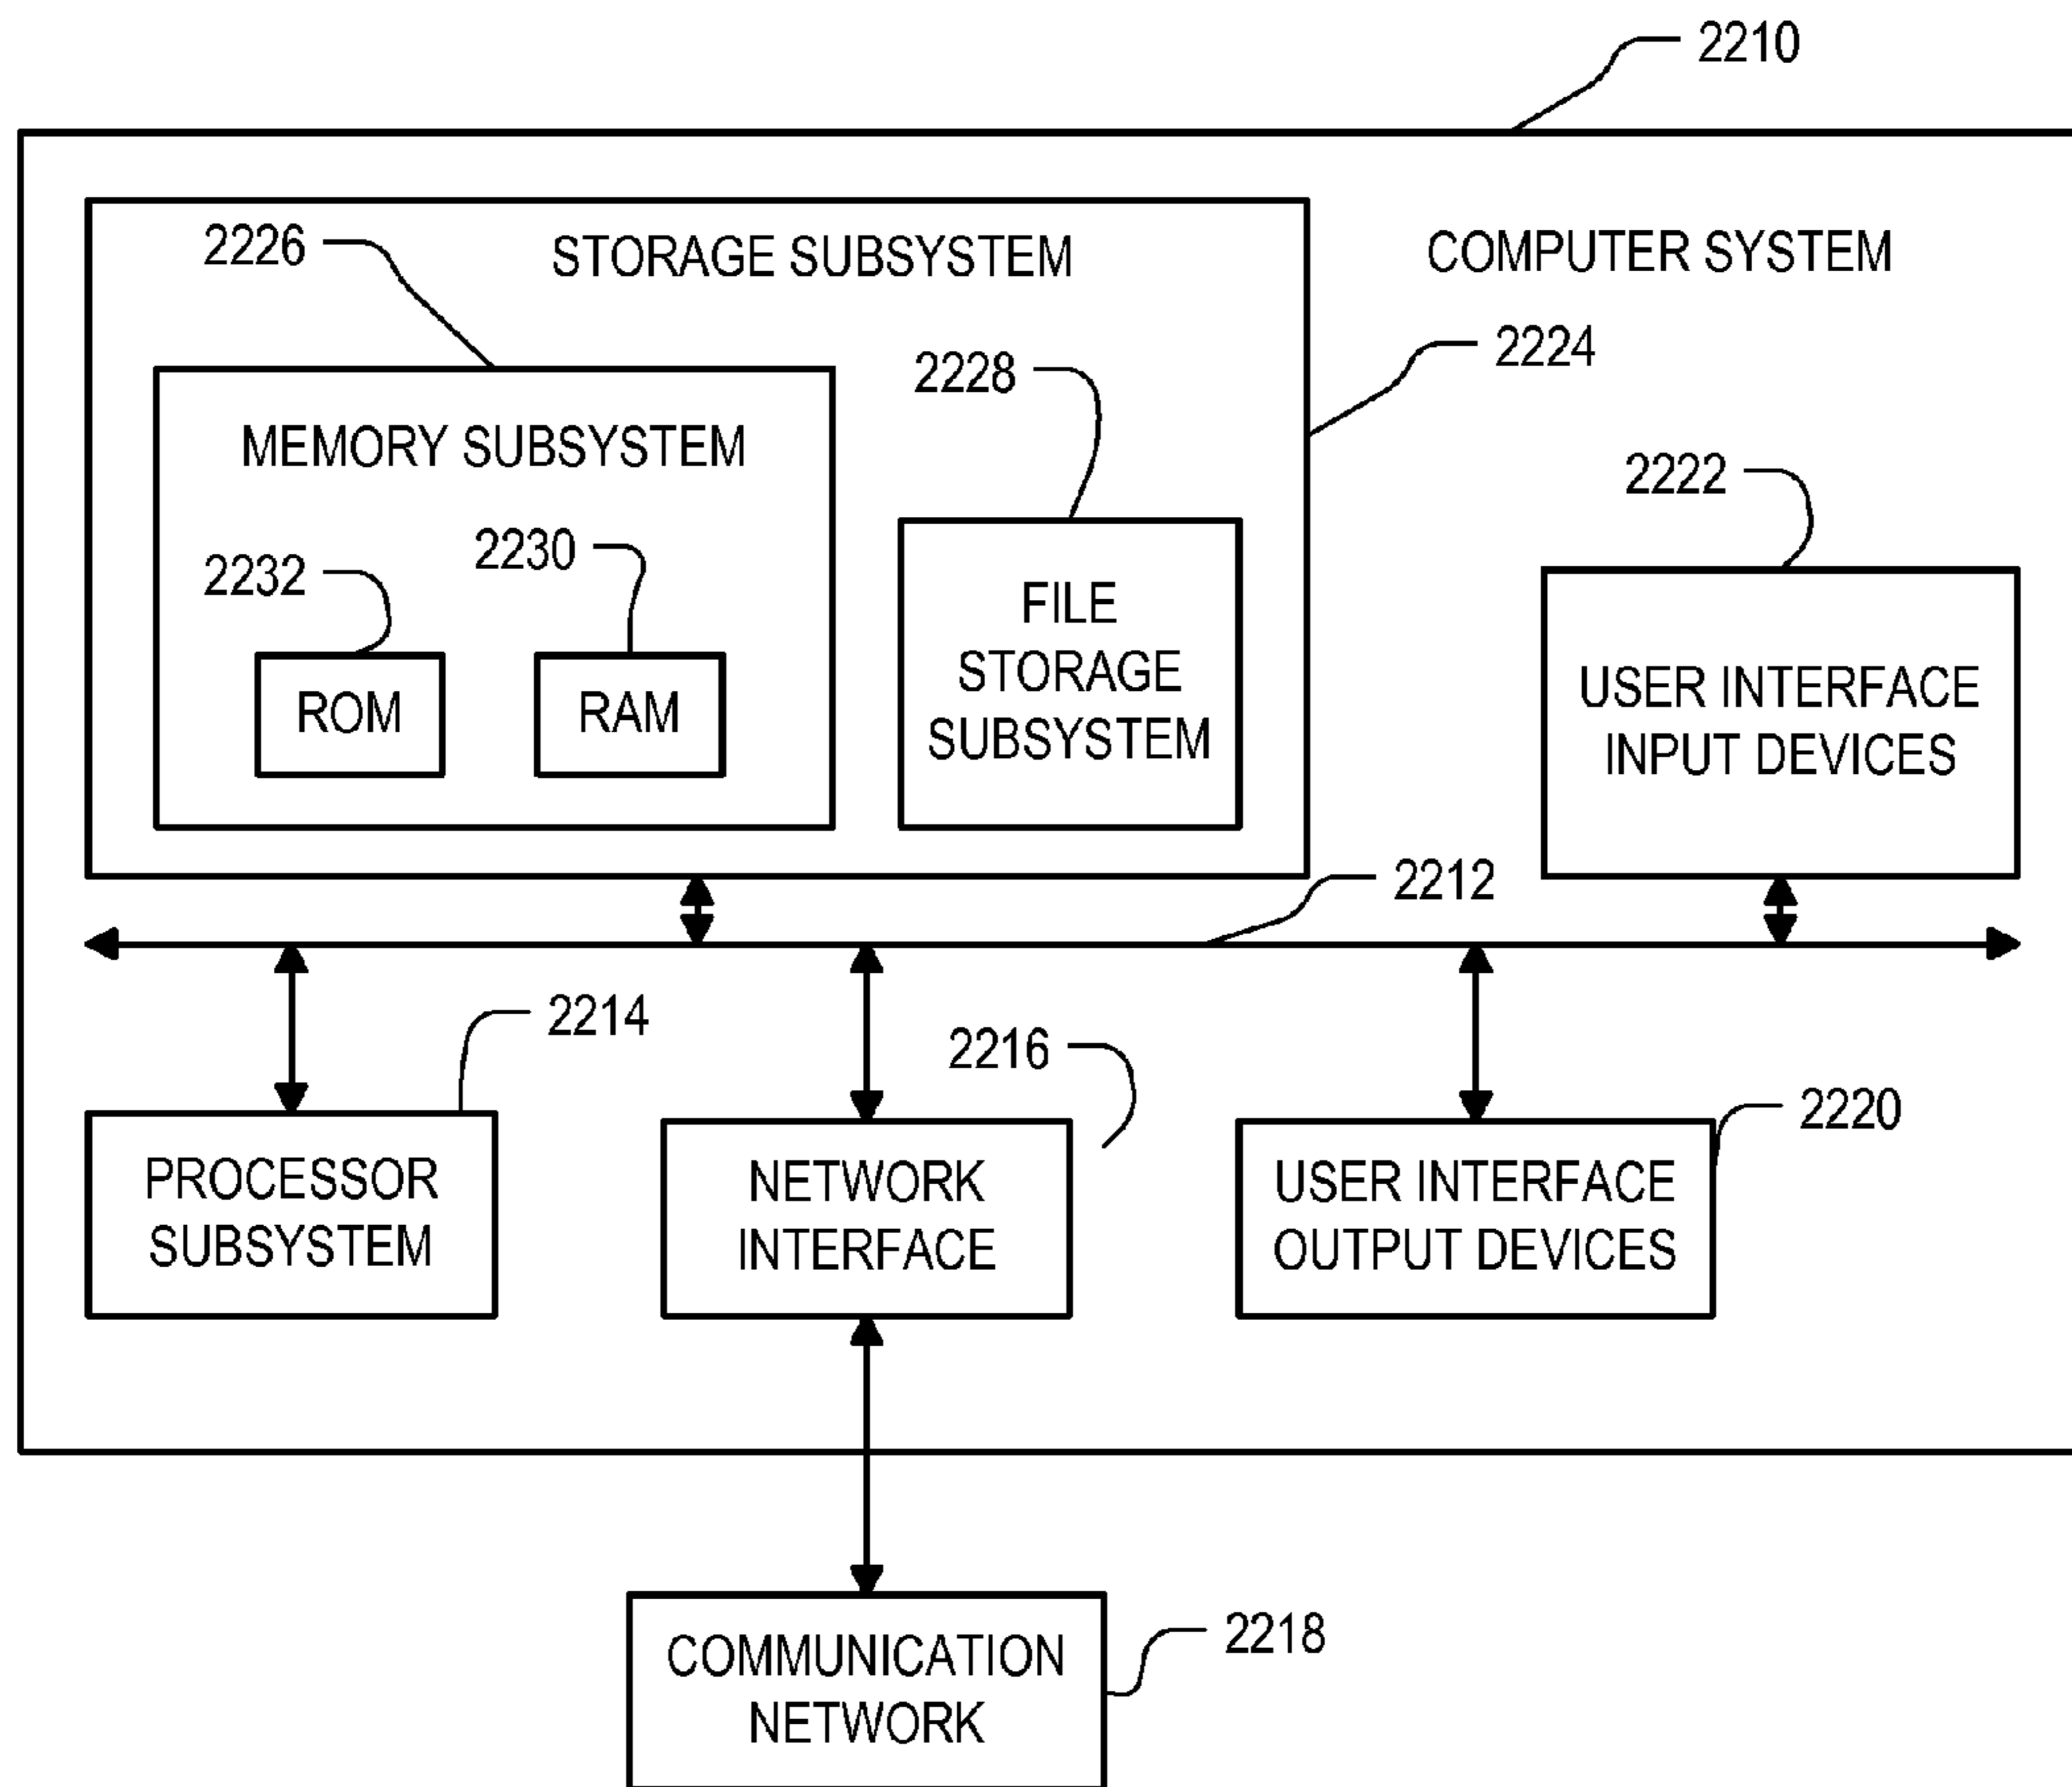 2210
2226
STORAGE SUBSYSTEM
COMPUTER SYSTEM
2224
2228
MEMORY SUBSYSTEM
2222
2232
2230
FILE
STORAGE
SUBSYSTEM
ROM
RAM
USER INTERFACE
INPUT DEVICES
2212
2214
2216
2220
PROCESSOR
SUBSYSTEM
NETWORK
INTERFACE
USER INTERFACE
OUTPUT DEVICES
COMMUNICATION
NETWORK
2218